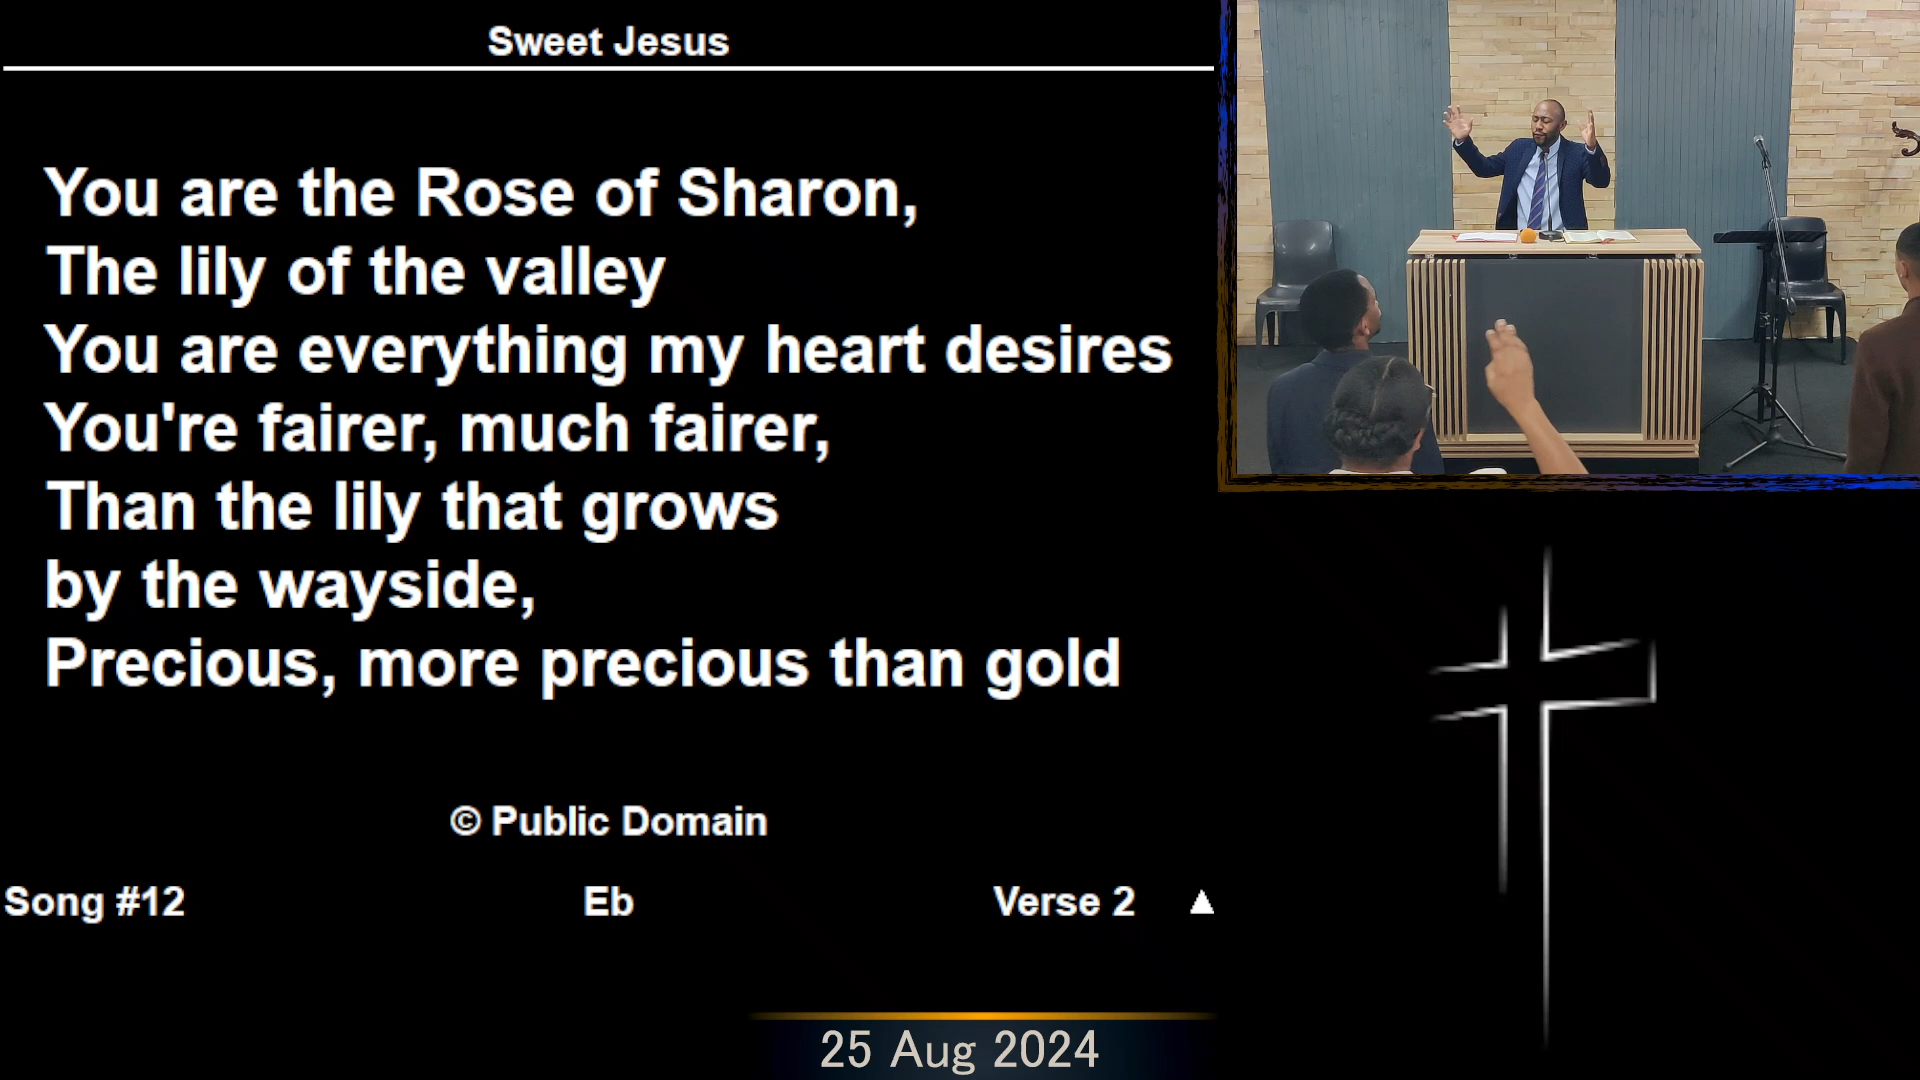 Sweet Jesus
You are the Rose of Sharon,
The lily of the valley
You are everything my heart desires
You're fairer, much fairer,
Than the lily that grows
by the wayside,
Precious, more precious than gold
© Public Domain
Song #12 Eb Verse 2 ▲
25 Aug 2024